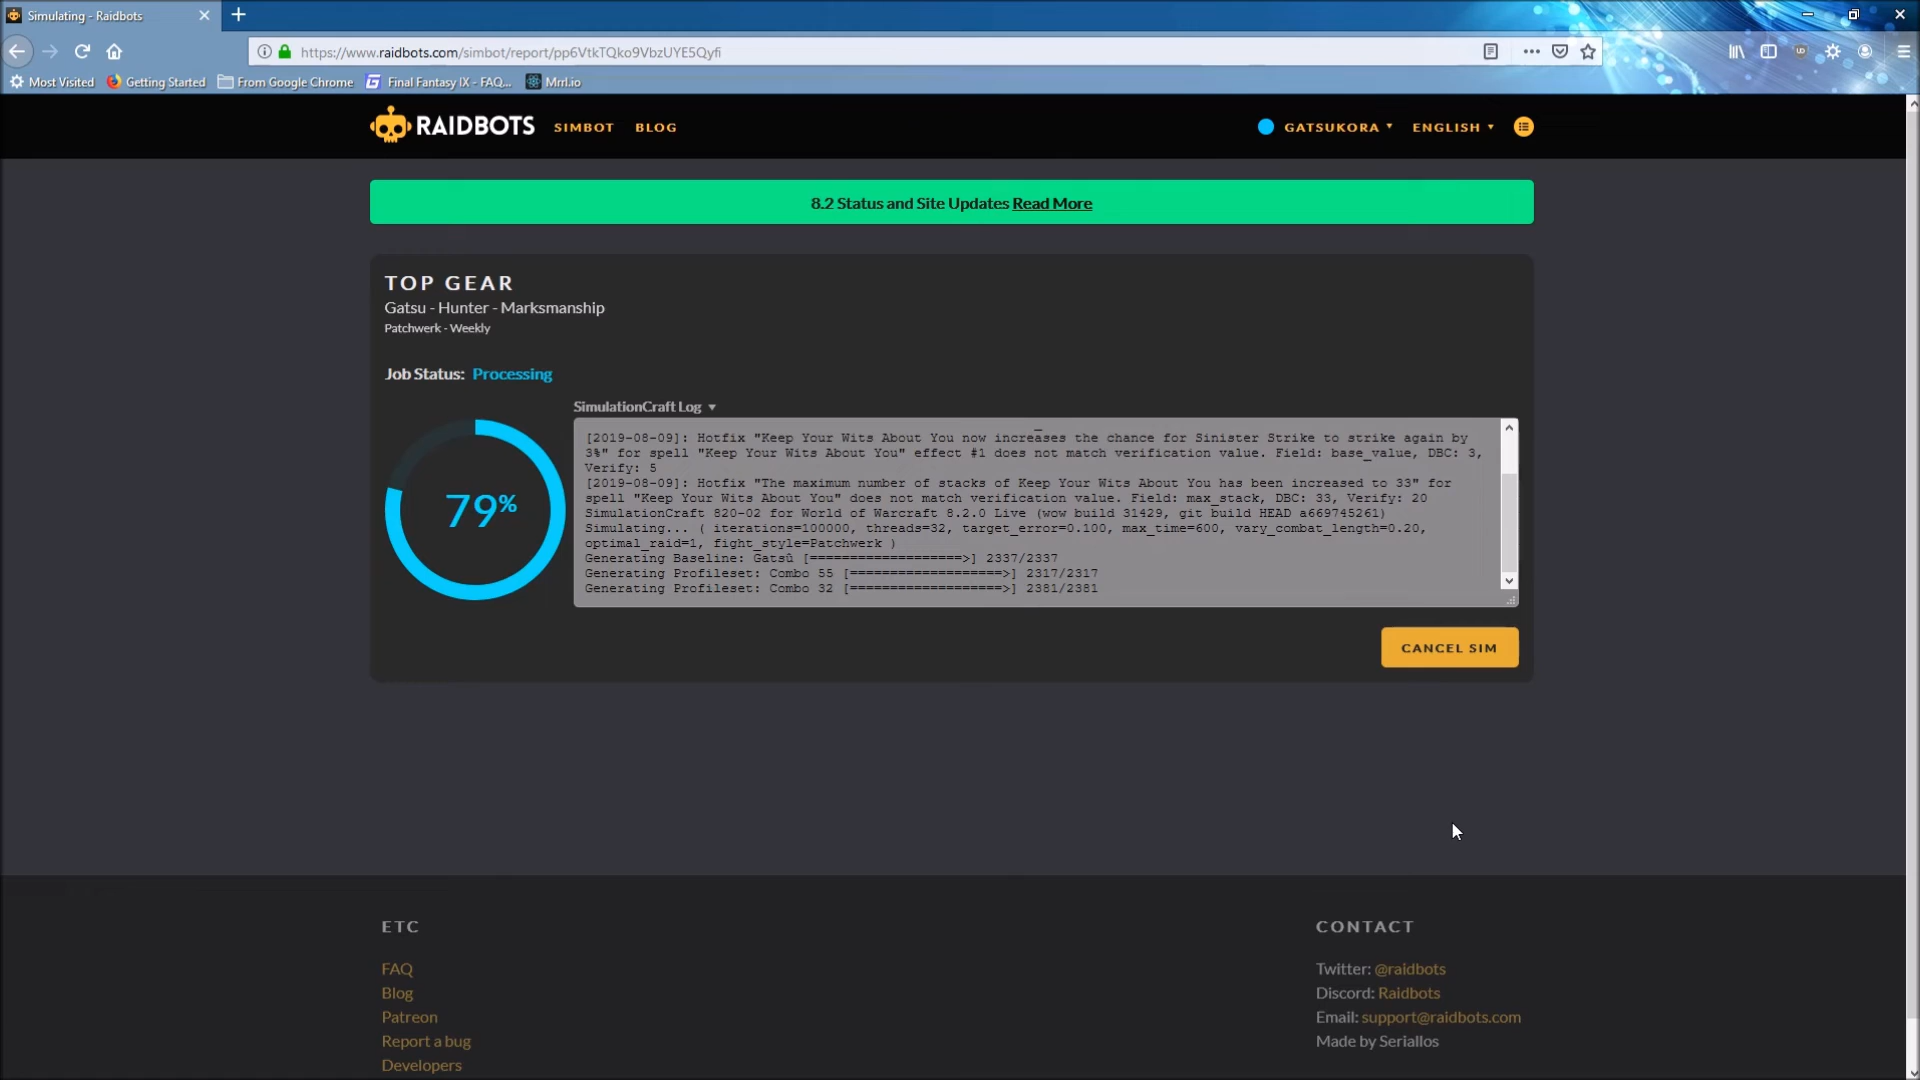 Simulating - Raidbots
https://www.raidbots.com/simbot/report/pp6VtkTQko9VbzUYE5Qyfi
Most Visited
Getting Started
From Google Chrome
Final Fantasy IX - FAQ...
Mrrl.io
RAIDBOTS
SIMBOT
BLOG
GATSUKORA
ENGLISH
8.2 Status and Site Updates Read More
TOP GEAR
Gatsu - Hunter - Marksmanship
Patchwerk - Weekly
Job Status: Processing
SimulationCraft Log
79%
[2019-08-09]: Hotfix "Keep Your Wits About You now increases the chance for Sinister Strike to strike again by
3%" for spell "Keep Your Wits About You" effect #1 does not match verification value. Field: base_value, DBC: 3,
Verify: 5
[2019-08-09]: Hotfix "The maximum number of stacks of Keep Your Wits About You has been increased to 33" for
spell "Keep Your Wits About You" does not match verification value. Field: max_stack, DBC: 33, Verify: 20
SimulationCraft 820-02 for World of Warcraft 8.2.0 Live (wow build 31429, git build HEAD a669745261)
Simulating... ( iterations=100000, threads=32, target_error=0.100, max_time=600, vary_combat_length=0.20,
optimal_raid=1, fight_style=Patchwerk )
Generating Baseline: Gatsû [===================>] 2337/2337
Generating Profileset: Combo 55 [===================>] 2317/2317
Generating Profileset: Combo 32 [===================>] 2381/2381
CANCEL SIM
ETC
FAQ
Blog
Patreon
Report a bug
Developers
CONTACT
Twitter: @raidbots
Discord: Raidbots
Email: support@raidbots.com
Made by Seriallos